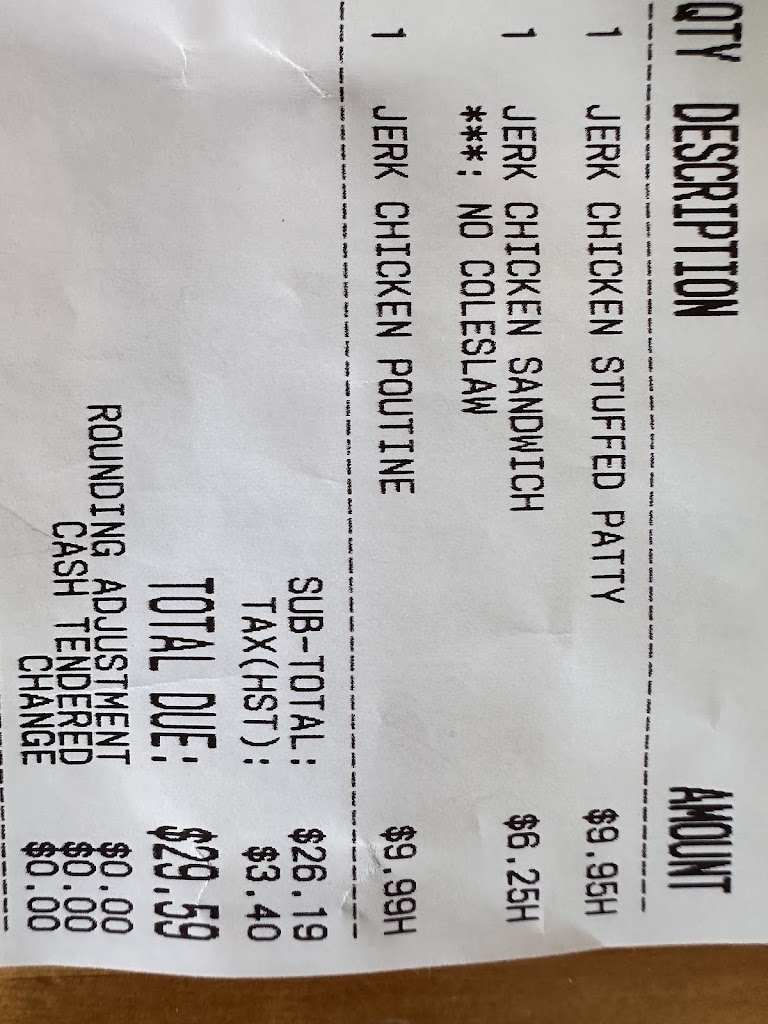 QTY DESCRIPTION AMOUNT
1 JERK CHICKEN STUFFED PATTY $9.95H
1 JERK CHICKEN SANDWICH $6.25H
***: NO COLESLAW
1 JERK CHICKEN POUTINE $9.99H
SUB-TOTAL: $26.19
TAX(HST): $3.40
TOTAL DUE: $29.59
ROUNDING ADJUSTMENT $0.00
CASH TENDERED $0.00
CHANGE $0.00